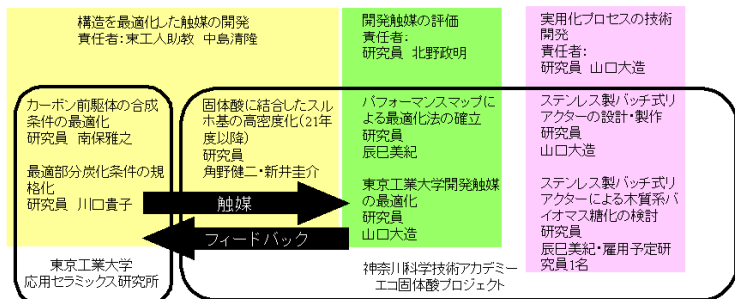 構造を最適化した触媒の開発
責任者:東工大助教 中島清隆
カーボン前駆体の合成
条件の最適化
研究員 南保雅之
最適部分炭化条件の規
格化
研究員 川口貴子
固体酸に結合したスル
ホ基の高密度化(21年
度以降)
研究員
角野健二・新井圭介
開発触媒の評価
責任者:
研究員 北野政明
パフォーマンスマップに
よる最適化法の確立
研究員
辰巳美紀
東京工業大学開発触媒
の最適化
研究員
山口大造
実用化プロセスの技術
開発
責任者:
研究員 山口大造
ステンレス製バッチ式リ
アクターの設計・製作
研究員
山口大造
ステンレス製バッチ式リ
アクターによる木質系バ
イオマス糖化の検討
研究員
辰巳美紀・雇用予定研
究員1名
触媒
フィードバック
東京工業大学
応用セラミックス研究所
神奈川科学技術アカデミー
エコ固体酸プロジェクト